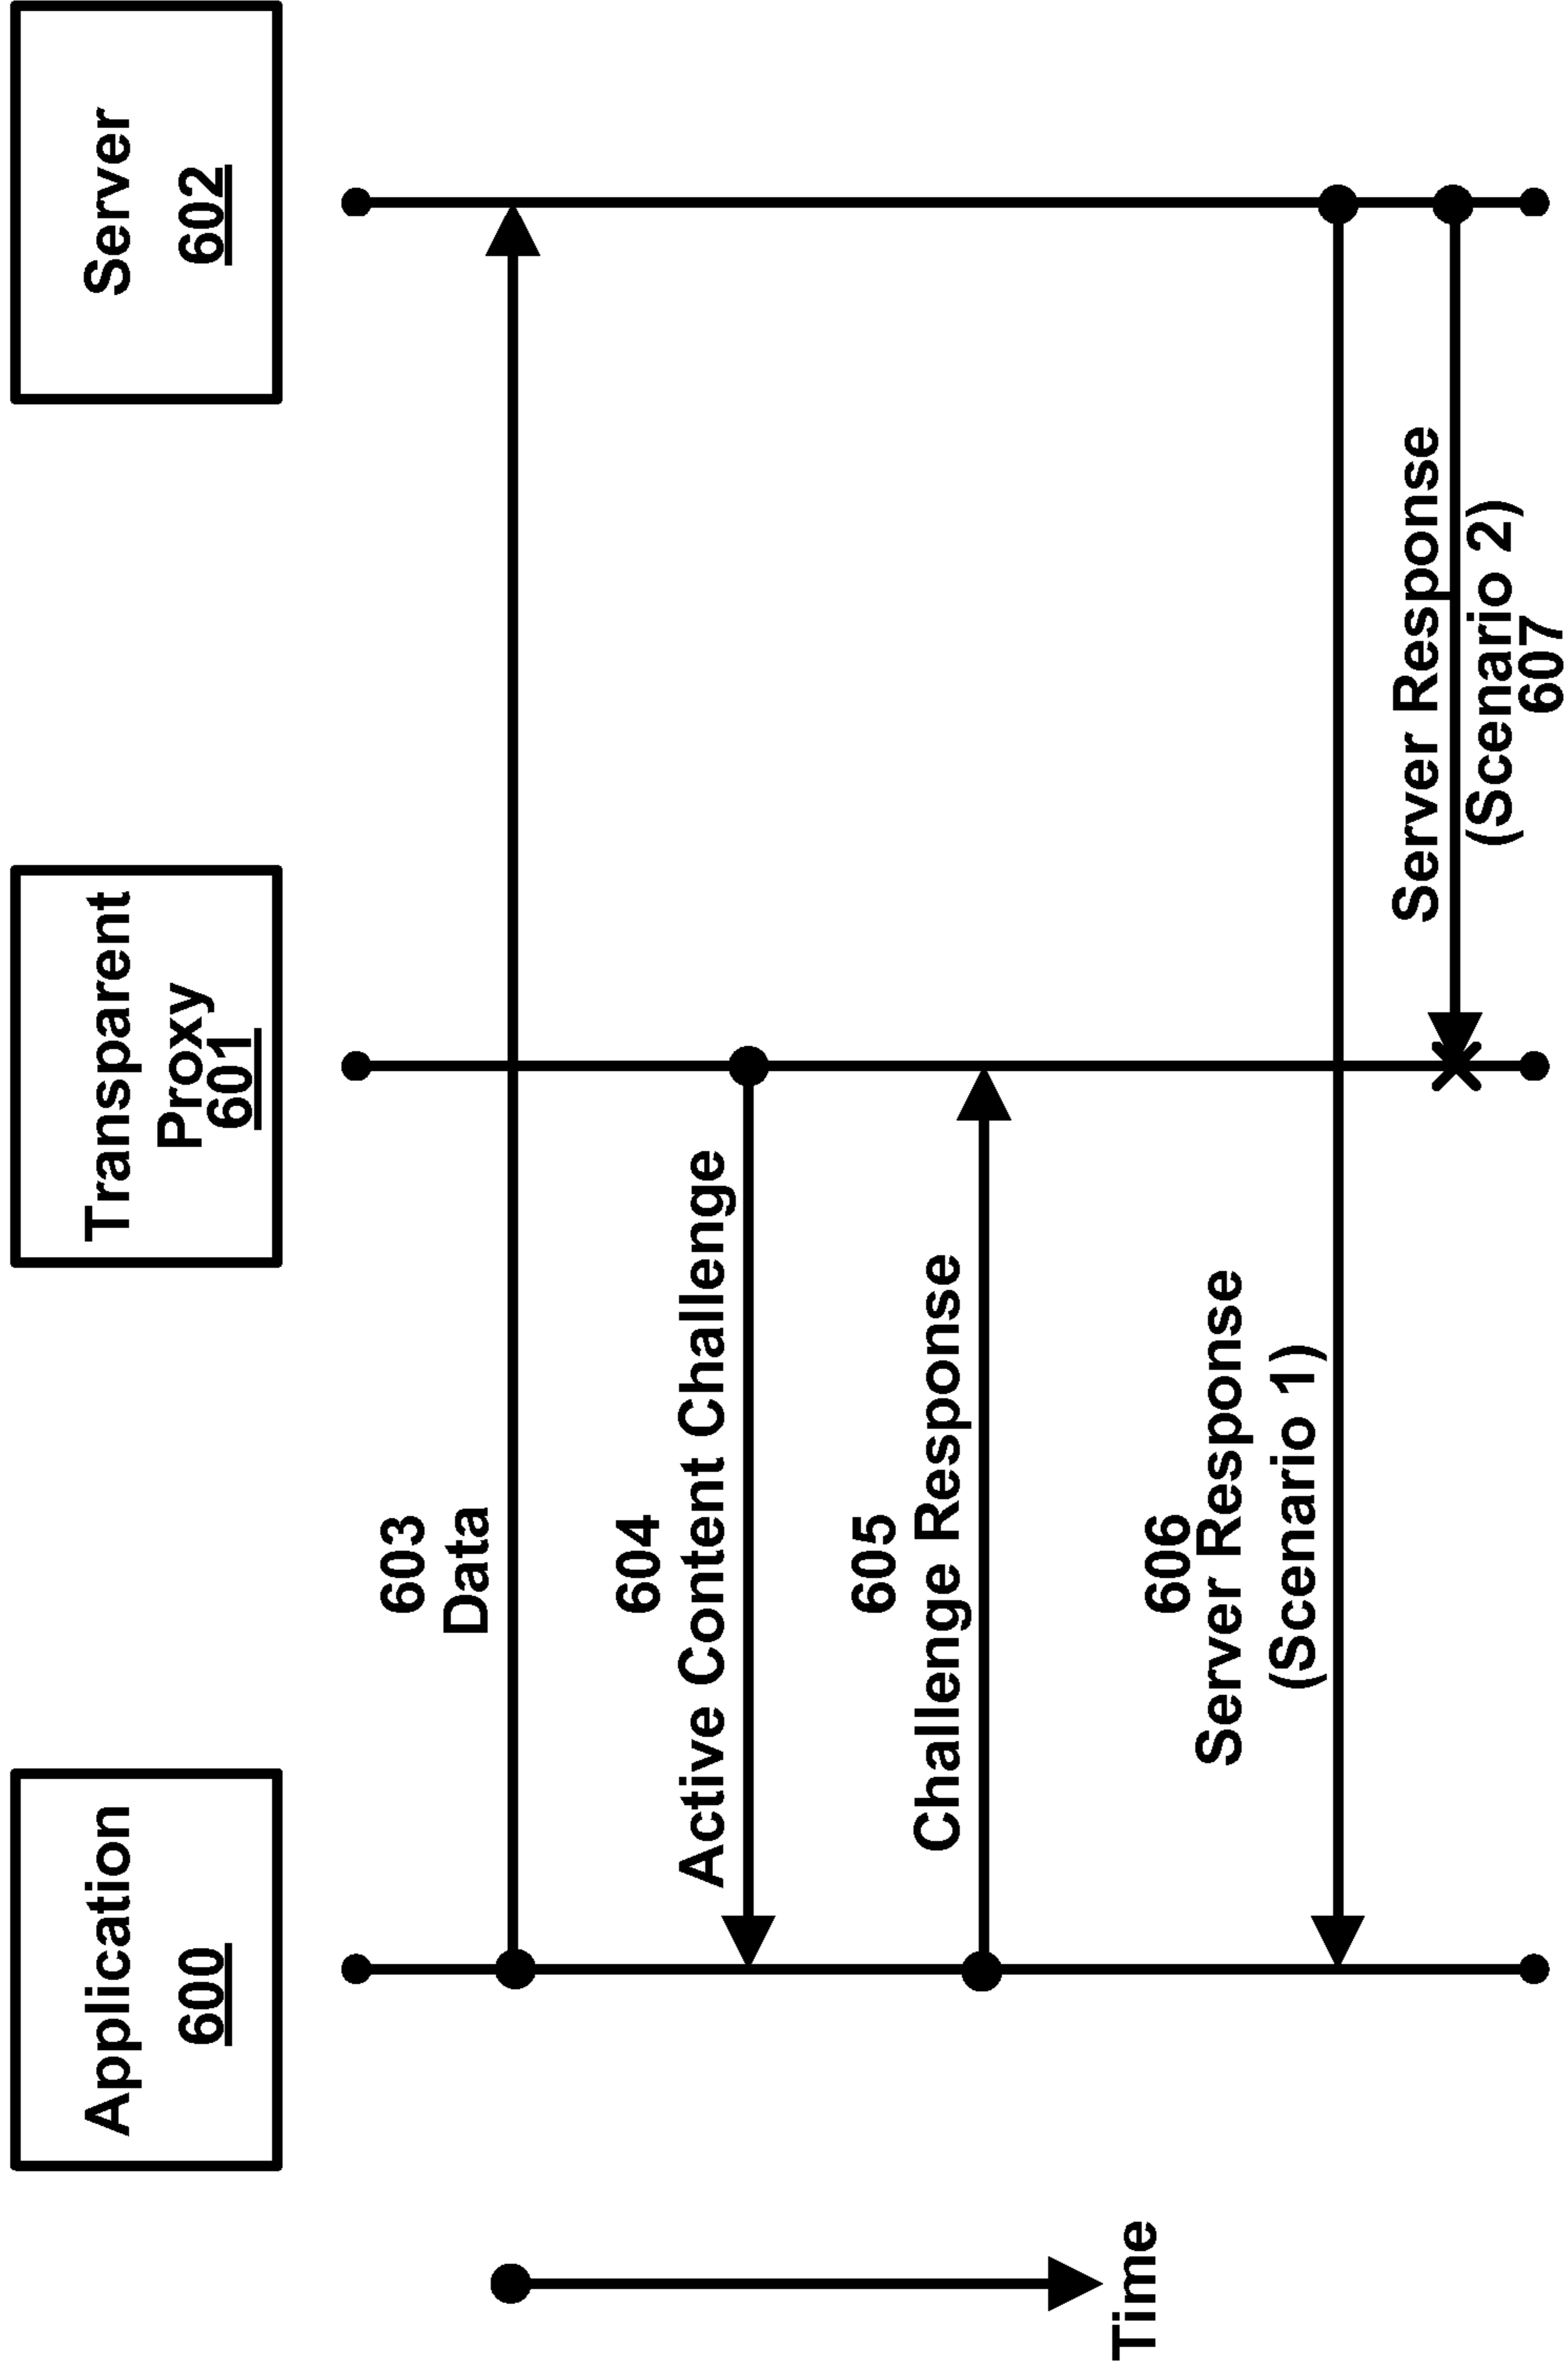 Application
600
Transparent
Proxy
601
Server
602
603
Data
604
Active Content Challenge
605
Challenge Response
606
Server Response
(Scenario 1)
Server Response
(Scenario 2)
607
Time